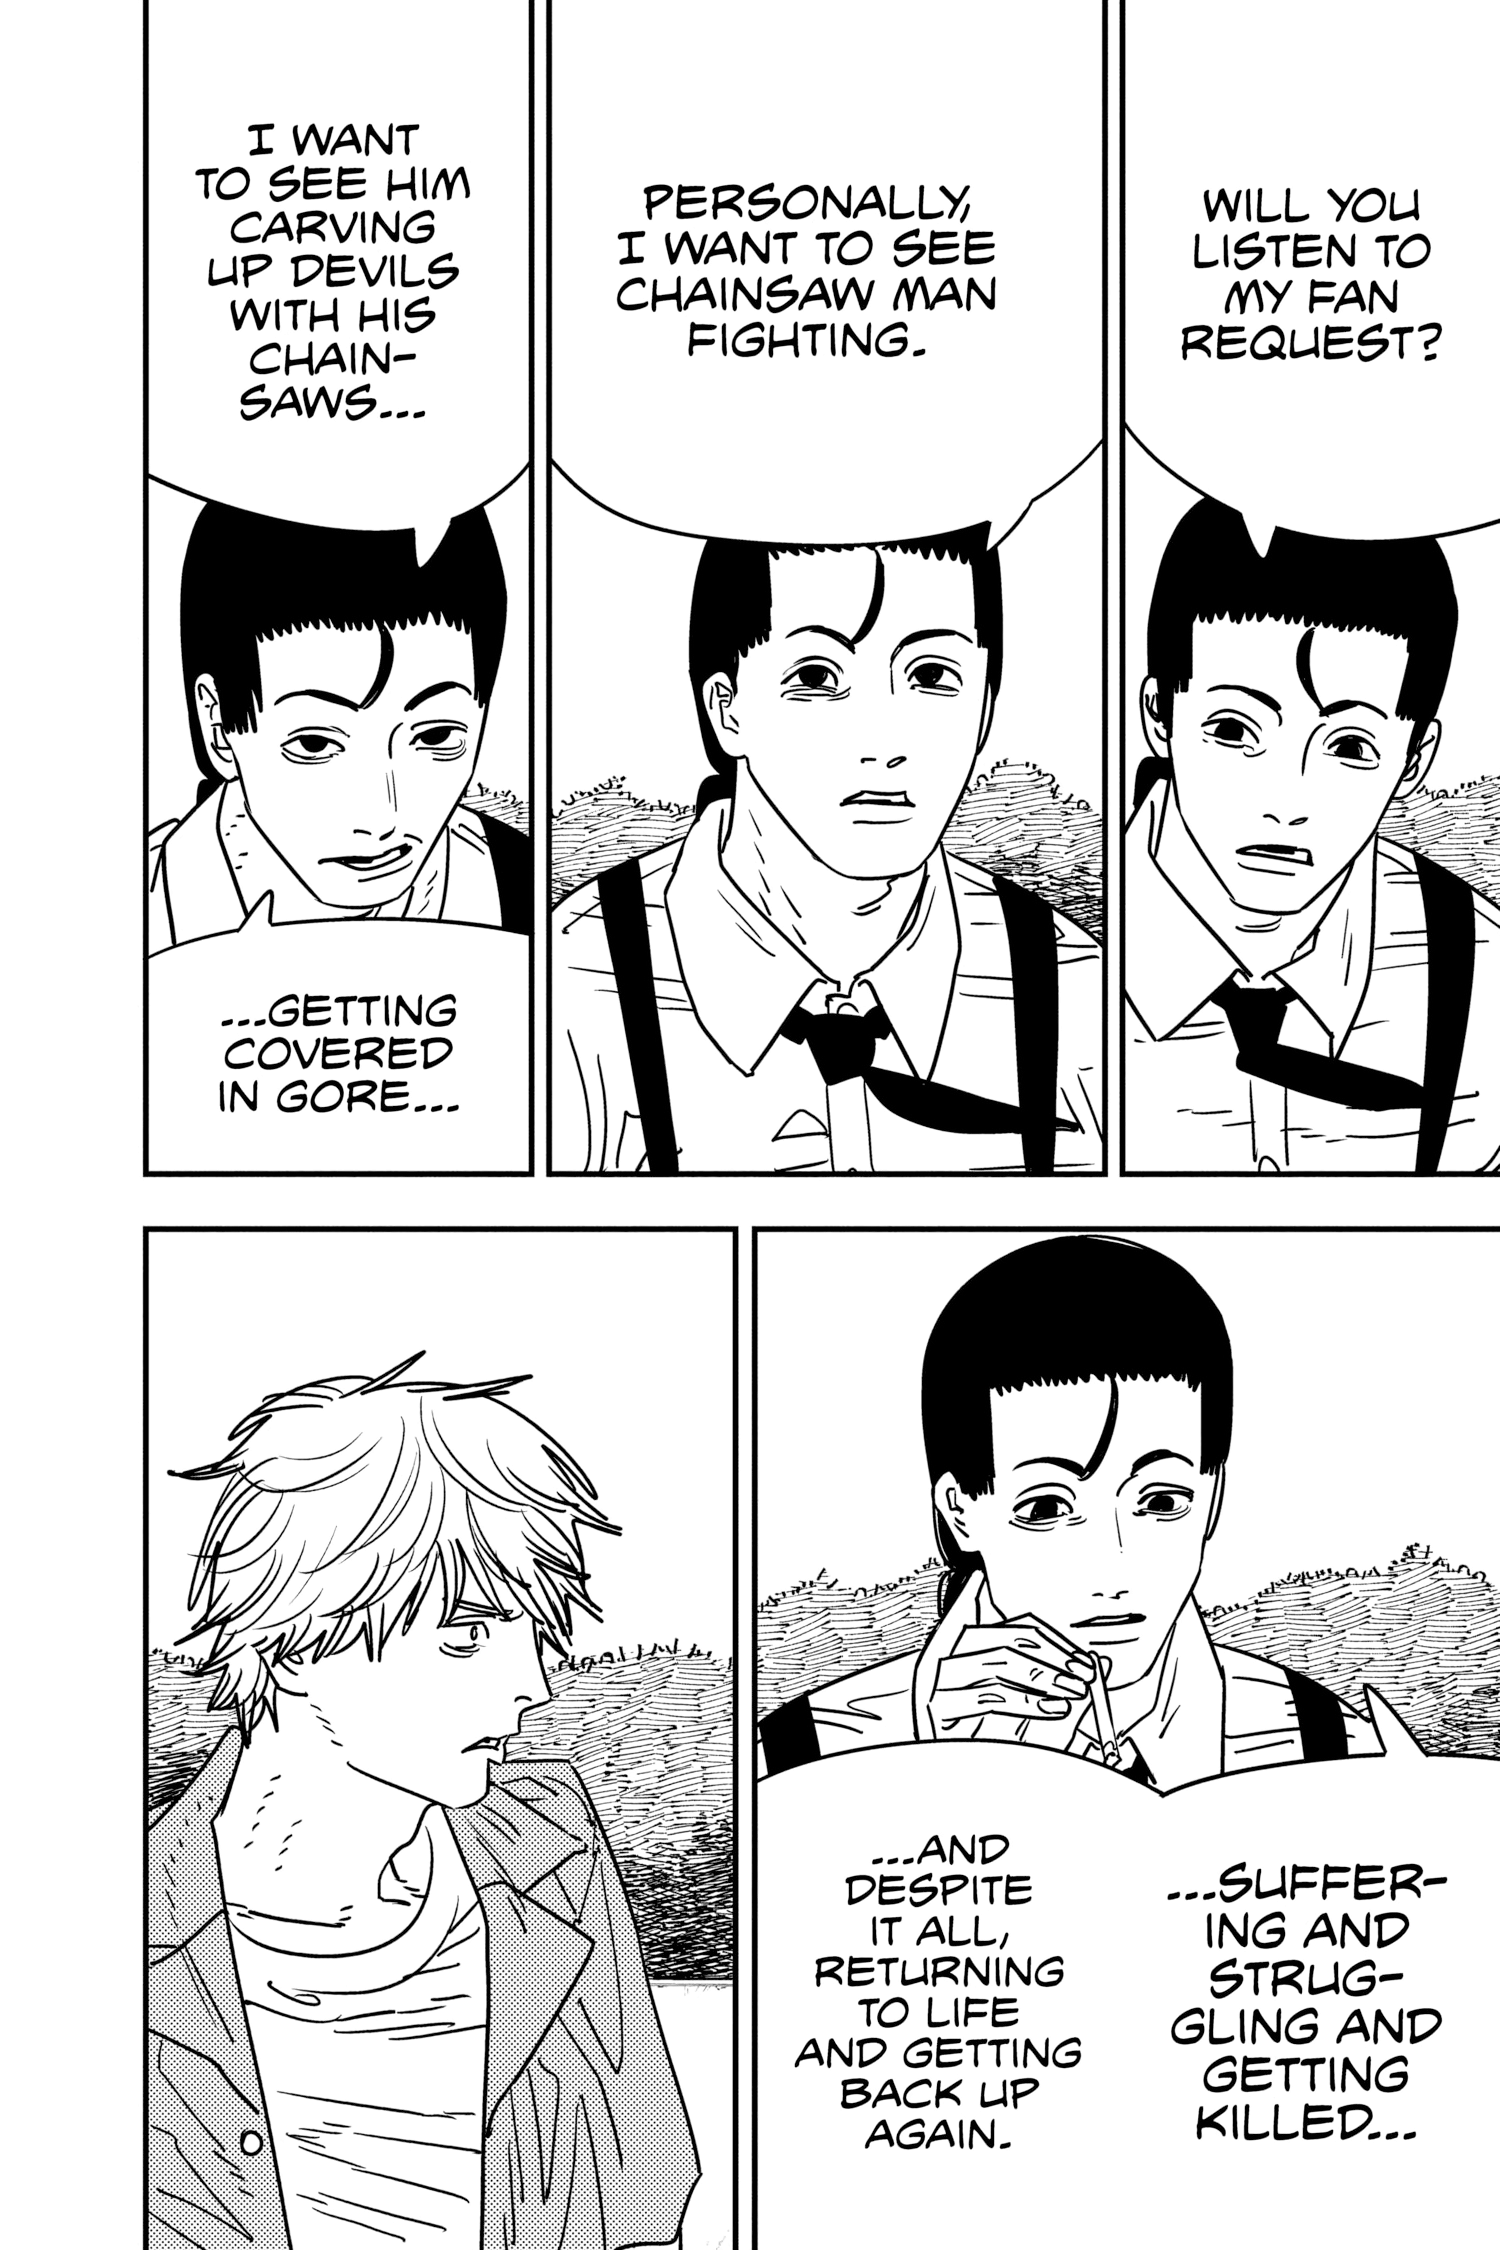 WILL YOU
LISTEN TO
MY FAN
REQUEST?
PERSONALLY,
I WANT TO SEE
CHAINSAW MAN
FIGHTING.
I WANT
TO SEE HIM
CARVING
UP DEVILS
WITH HIS
CHAIN-
SAWS...
...GETTING
COVERED
IN GORE...
...SUFFER-
ING AND
STRUG-
GLING AND
GETTING
KILLED...
...AND
DESPITE
IT ALL,
RETURNING
TO LIFE
AND GETTING
BACK UP
AGAIN.